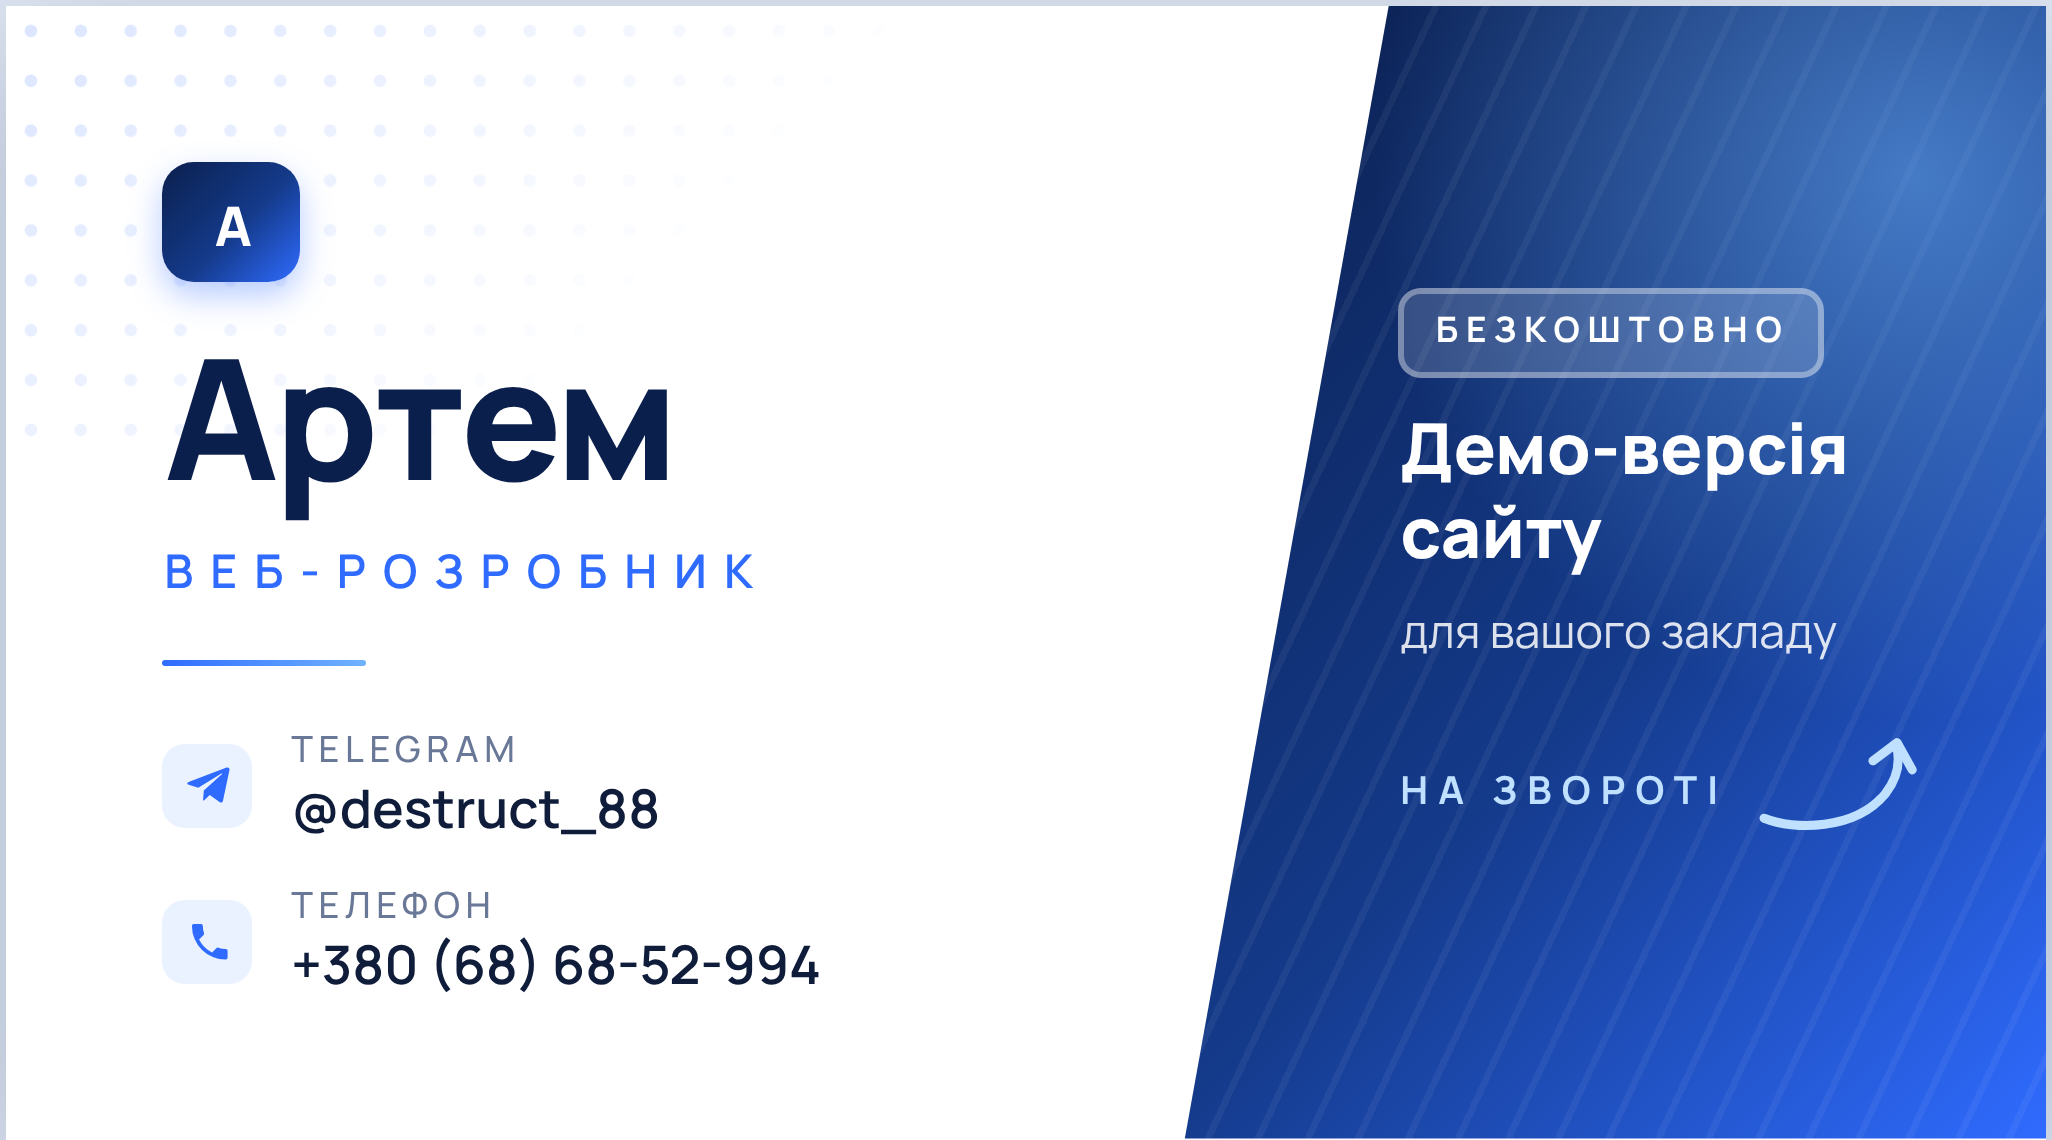 А
Артем
ВЕБ-РОЗРОБНИК
TELEGRAM
@destruct_88
ТЕЛЕФОН
+380 (68) 68-52-994
БЕЗКОШТОВНО
Демо-версія
сайту
для вашого закладу
НА ЗВОРОТІ